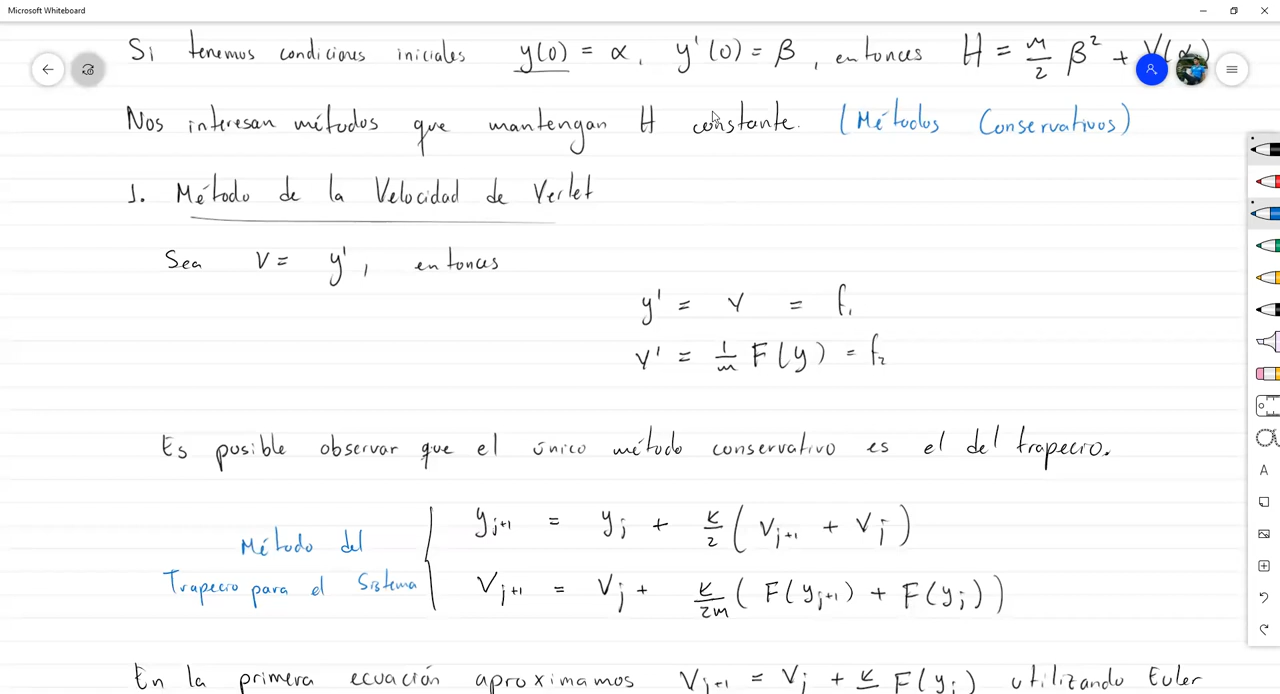 Microsoft Whiteboard
Si tenemos condiciones iniciales y(0) = α, y'(0) = β, entonces H = m/2 β² + V(α)
Nos interesan métodos que mantengan H constante. (Métodos Conservativos)
1. Método de la Velocidad de Verlet
Sea v = y', entonces
y' = v = f₁
v' = 1/m F(y) = f₂
Es posible observar que el único método conservativo es el del trapecio.
Método del Trapecio para el Sistema
y_{j+1} = y_j + k/2 (v_{j+1} + v_j)
v_{j+1} = v_j + k/2m (F(y_{j+1}) + F(y_j))
En la primera ecuación aproximamos v_{j+1} = v_j + k F(y_j) utilizando Euler